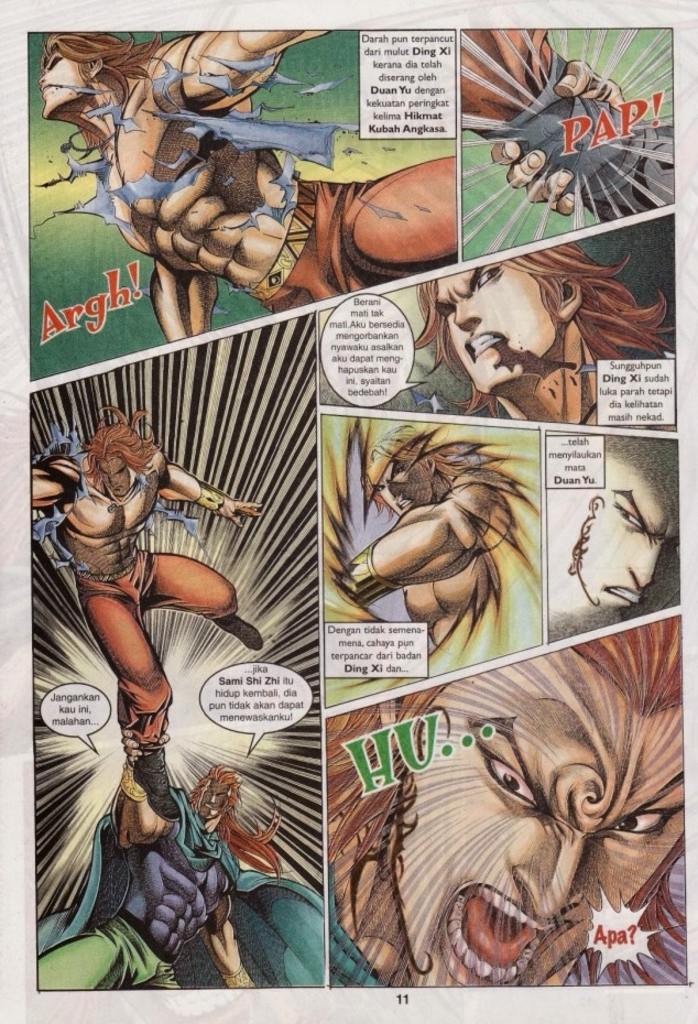 Darah pun terpancut
dari mulut Ding Xi
kerana dia telah
diserang oleh
Duan Yu dengan
kekuatan peringkat
kelima Hikmat
Kubah Angkasa.
PAP!
Argh!
Berani
mati tak
mati.Aku bersedia
mengorbankan
nyawaku asalkan
aku dapat meng-
hapuskan kau
ini, syaitan
bedebah!
Sungguhpun
Ding Xi sudah
luka parah tetapi
dia kelihatan
masih nekad.
Jangankan
kau ini,
malahan...
...jika
Sami Shi Zhi itu
hidup kembali, dia
pun tidak akan dapat
menewaskanku!
Dengan tidak semena-
mena, cahaya pun
terpancar dari badan
Ding Xi dan...
...telah
menyilaukan
mata
Duan Yu.
HU...
Apa?
11